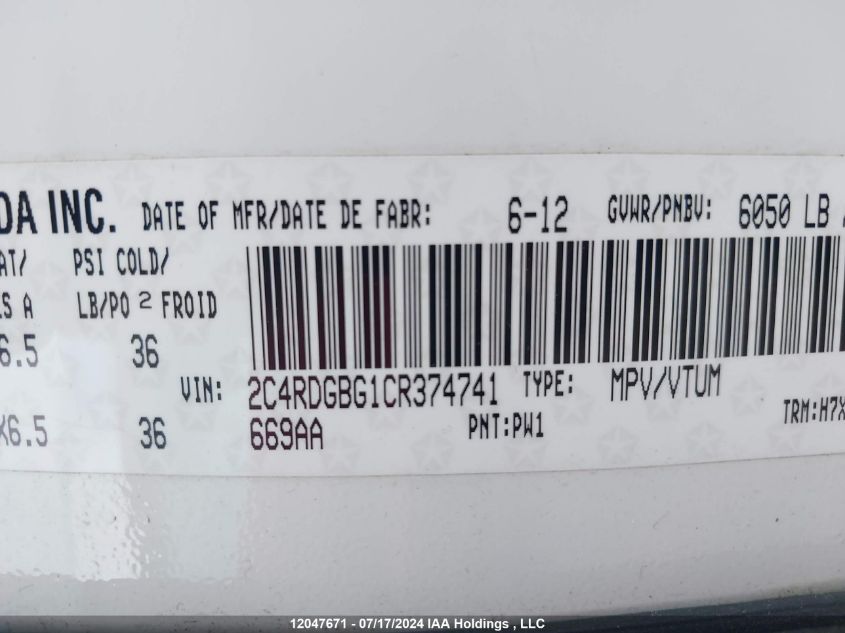 DA INC. DATE OF MFR/DATE DE FABR: 6-12 GVWR/PNBV: 6050 LB
AT/ PSI COLD/
ES A LB/PO 2 FROID
6.5 36
VIN: 2C4RDGBG1CR374741 TYPE: MPV/VTUM
X6.5 36 669AA PNT:PW1 TRM:H7X
12047671 - 07/17/2024 IAA Holdings , LLC